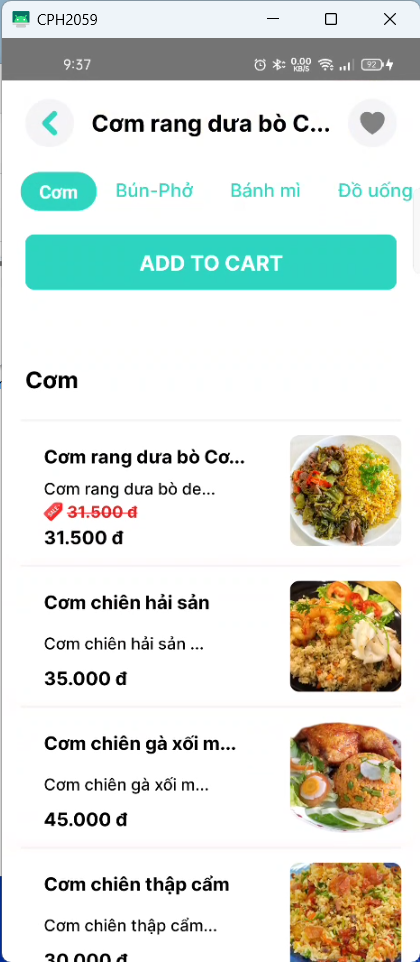 CPH2059
9:37
0.00
KB/S
92
Cơm rang dưa bò C...
Cơm Bún-Phở Bánh mì Đồ uống
ADD TO CART
Cơm
Cơm rang dưa bò Cơ...
Cơm rang dưa bò de...
SALE 31.500 đ
31.500 đ
Cơm chiên hải sản
Cơm chiên hải sản ...
35.000 đ
Cơm chiên gà xối m...
Cơm chiên gà xối m...
45.000 đ
Cơm chiên thập cẩm
Cơm chiên thập cẩm...
30.000 đ